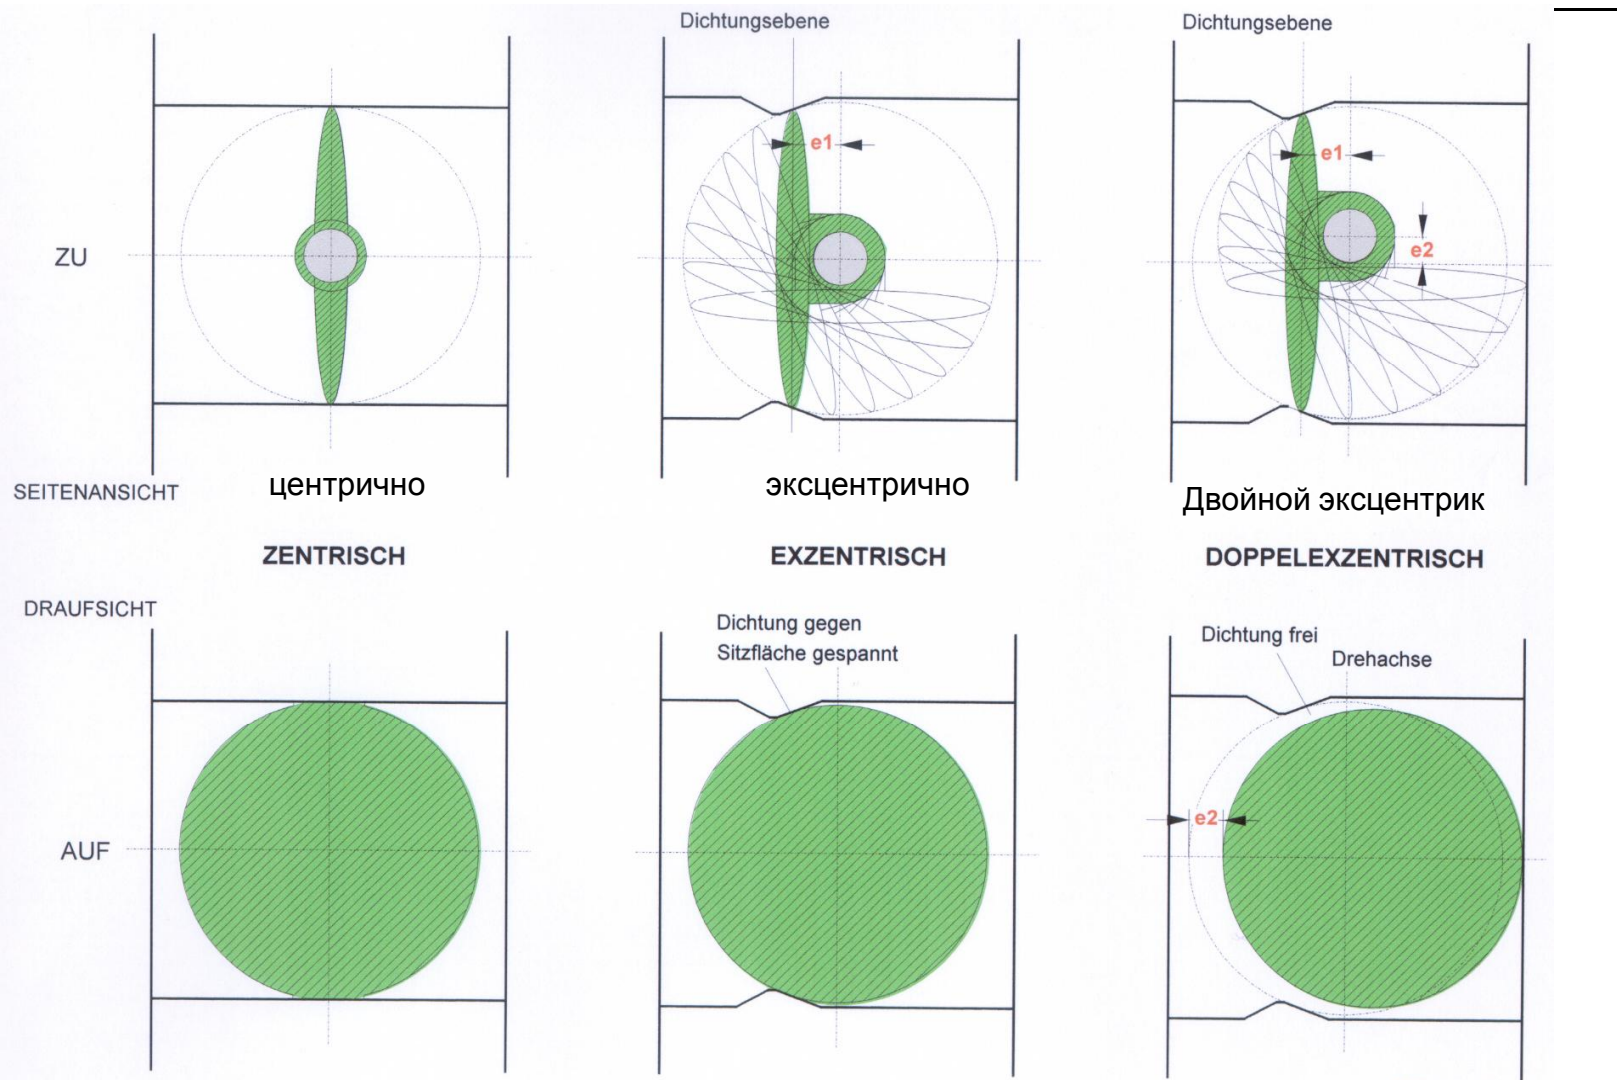 Dichtungsebene
Dichtungsebene
e1
e1
e2
ZU
SEITENANSICHT
центрично
эксцентрично
Двойной эксцентрик
ZENTRISCH
EXZENTRISCH
DOPPELEXZENTRISCH
DRAUFSICHT
Dichtung gegen
Sitzfläche gespannt
Dichtung frei
Drehachse
e2
AUF